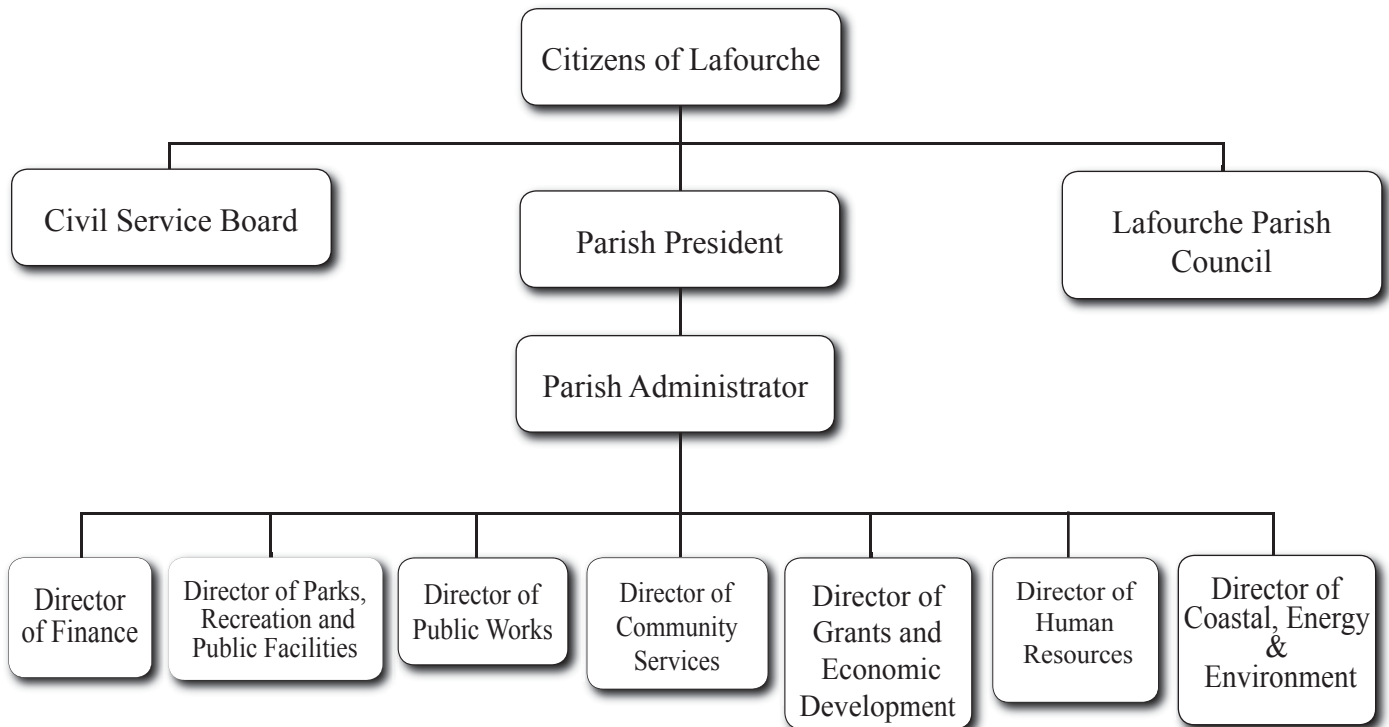 Citizens of Lafourche
Civil Service Board
Parish President
Lafourche Parish
Council
Parish Administrator
Director
of Finance
Director of Parks,
Recreation and
Public Facilities
Director of
Public Works
Director of
Community
Services
Director of
Grants and
Economic
Development
Director of
Human
Resources
Director of
Coastal, Energy
&
Environment